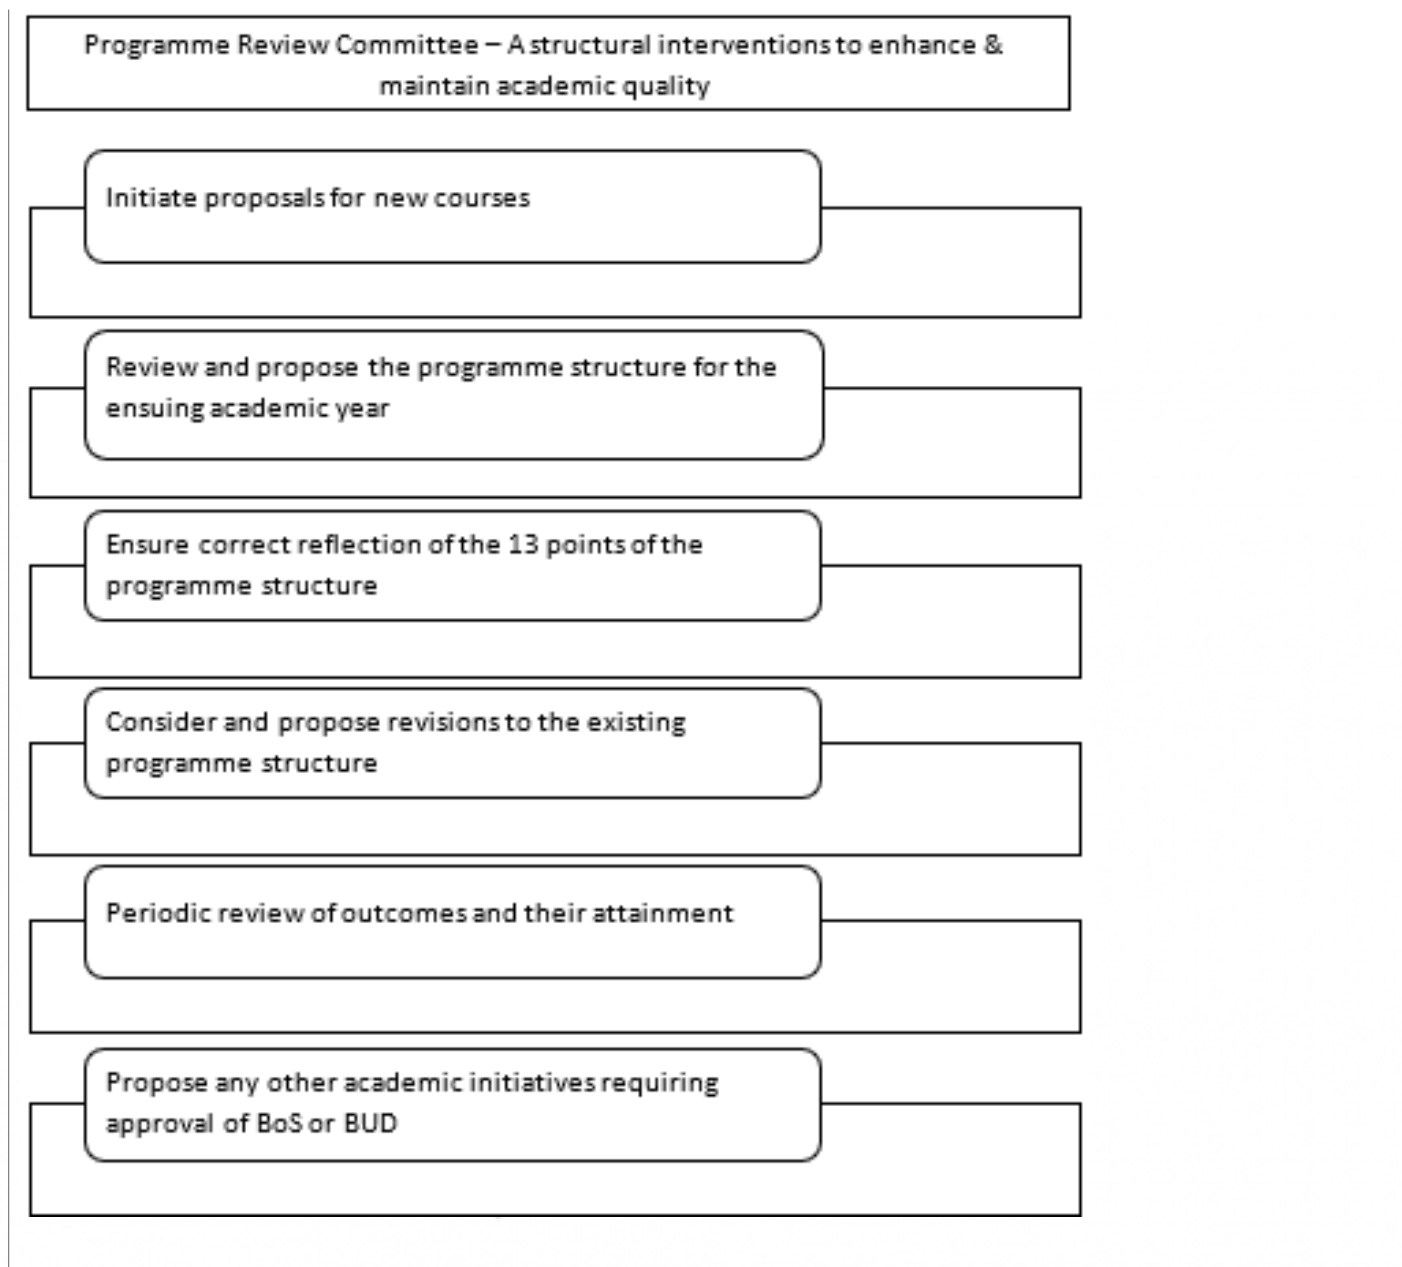 Programme Review Committee – A structural interventions to enhance &
maintain academic quality
Initiate proposals for new courses
Review and propose the programme structure for the
ensuing academic year
Ensure correct reflection of the 13 points of the
programme structure
Consider and propose revisions to the existing
programme structure
Periodic review of outcomes and their attainment
Propose any other academic initiatives requiring
approval of BoS or BUD